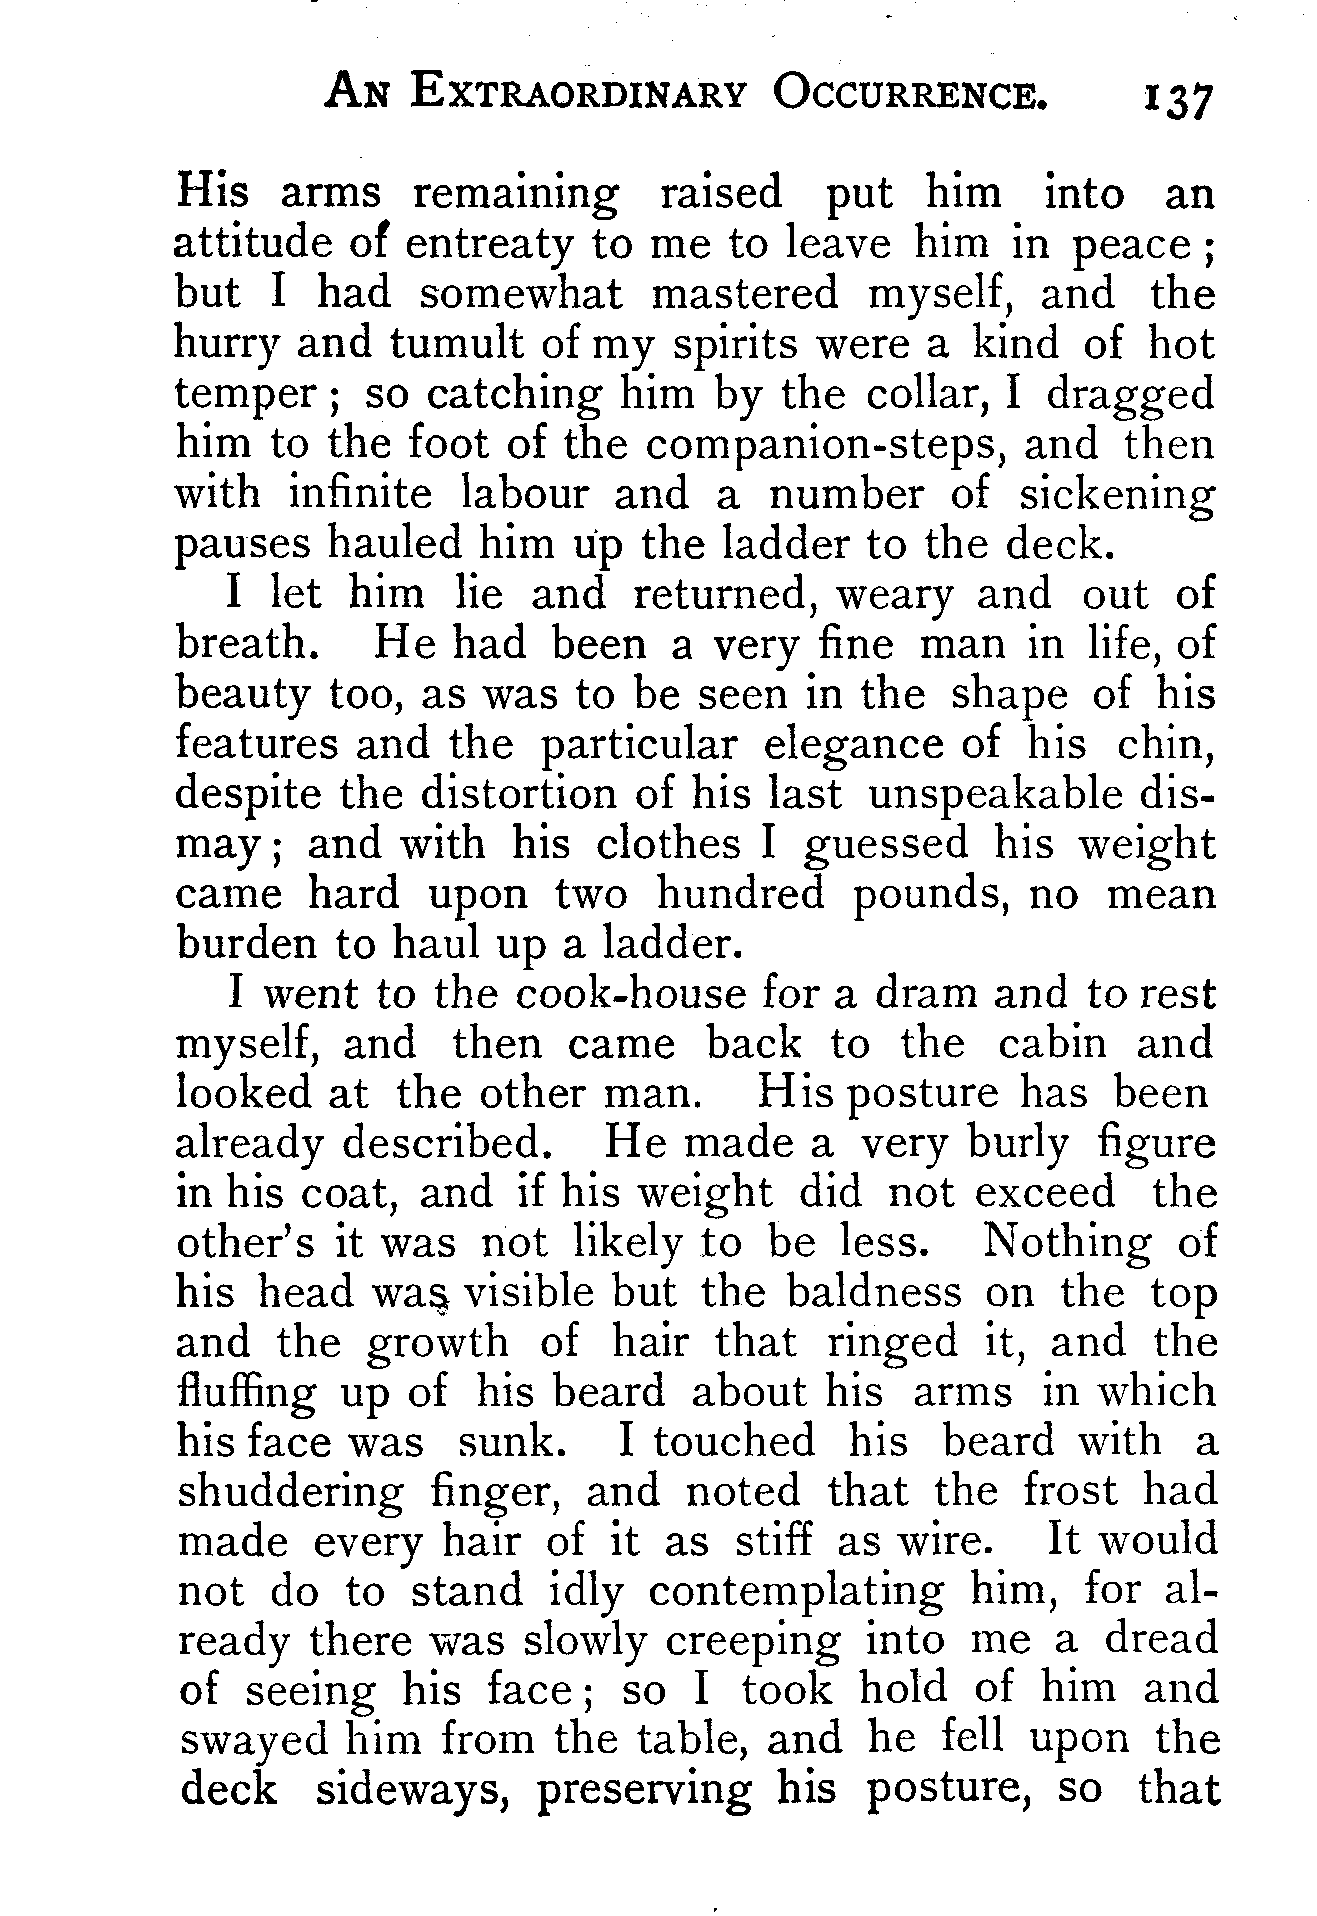 An Extraordinary Occurrence. 137
His arms remaining raised put him into an
attitude of entreaty to me to leave him in peace ;
but I had somewhat mastered myself, and the
hurry and tumult of my spirits were a kind of hot
temper ; so catching him by the collar, I dragged
him to the foot of the companion-steps, and then
with infinite labour and a number of sickening
pauses hauled him up the ladder to the deck.
I let him lie and returned, weary and out of
breath. He had been a very fine man in life, of
beauty too, as was to be seen in the shape of his
features and the particular elegance of his chin,
despite the distortion of his last unspeakable dis-
may ; and with his clothes I guessed his weight
came hard upon two hundred pounds, no mean
burden to haul up a ladder.
I went to the cook-house for a dram and to rest
myself, and then came back to the cabin and
looked at the other man. His posture has been
already described. He made a very burly figure
in his coat, and if his weight did not exceed the
other's it was not likely to be less. Nothing of
his head was visible but the baldness on the top
and the growth of hair that ringed it, and the
fluffing up of his beard about his arms in which
his face was sunk. I touched his beard with a
shuddering finger, and noted that the frost had
made every hair of it as stiff as wire. It would
not do to stand idly contemplating him, for al-
ready there was slowly creeping into me a dread
of seeing his face ; so I took hold of him and
swayed him from the table, and he fell upon the
deck sideways, preserving his posture, so that